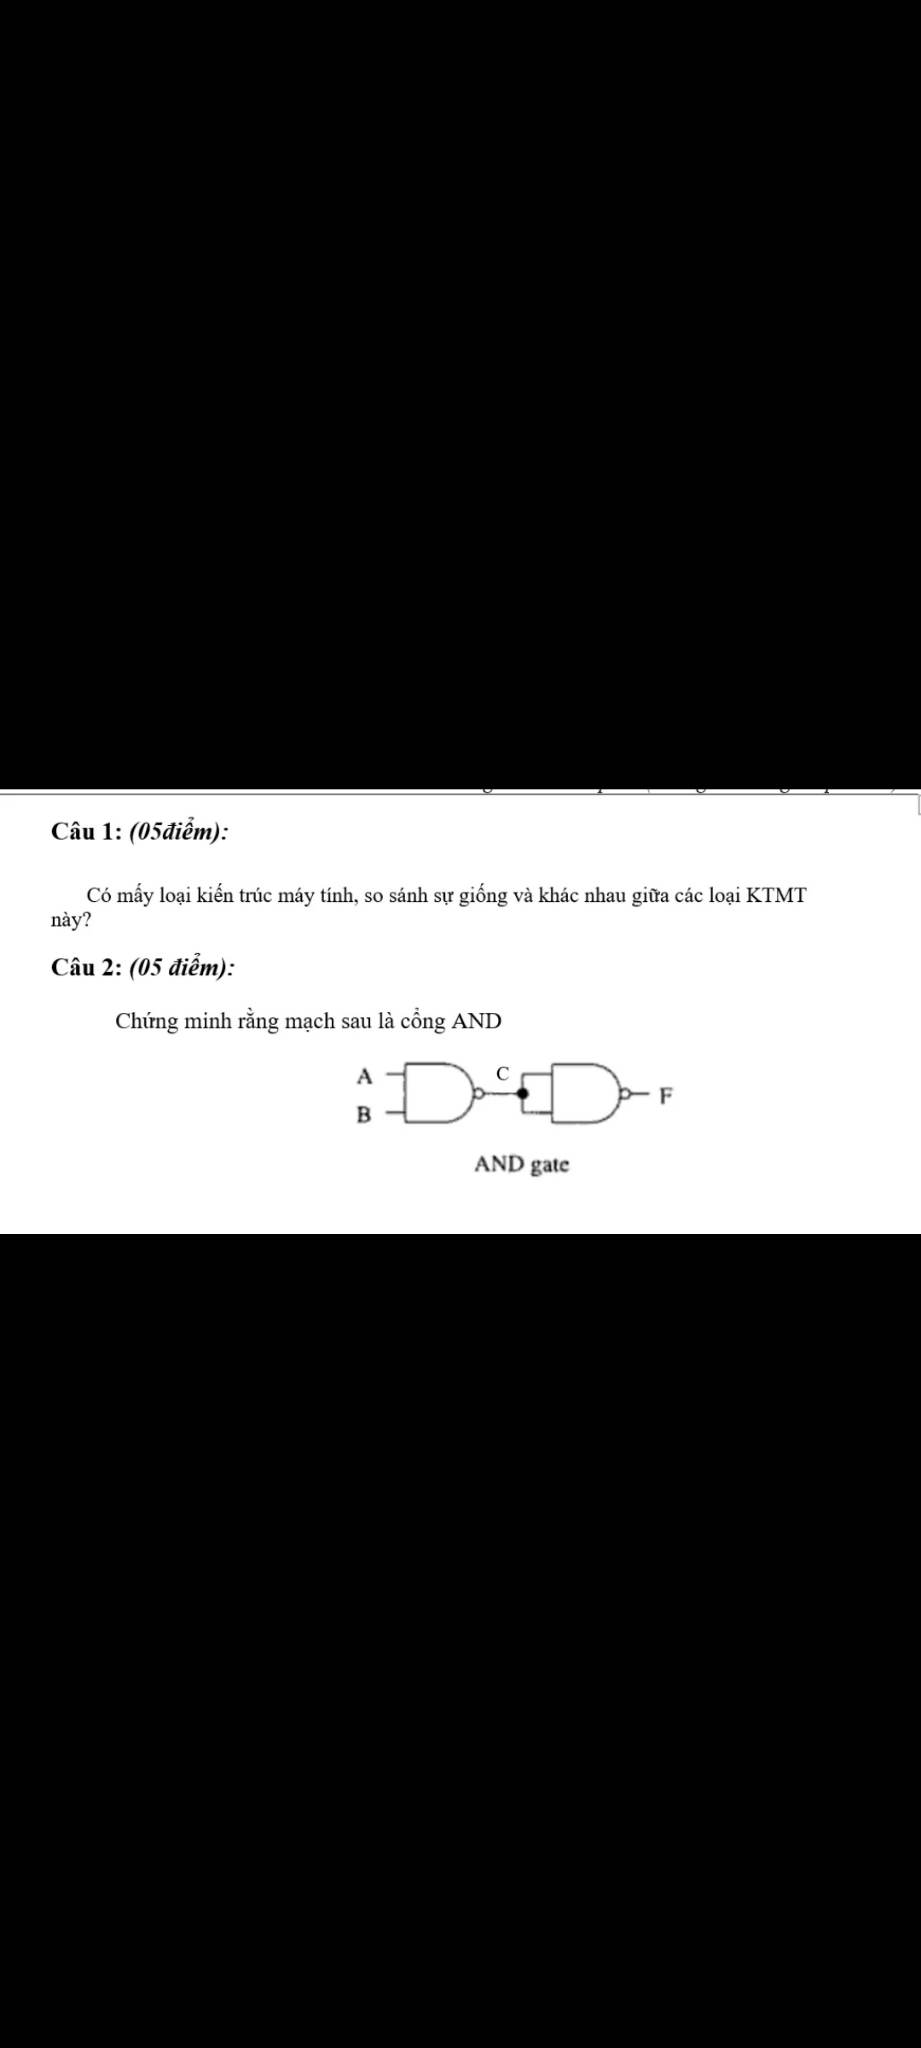 Câu 1: (05điểm):
Có mấy loại kiến trúc máy tính, so sánh sự giống và khác nhau giữa các loại KTMT
này?
Câu 2: (05 điểm):
Chứng minh rằng mạch sau là cổng AND
A
C
F
B
AND gate